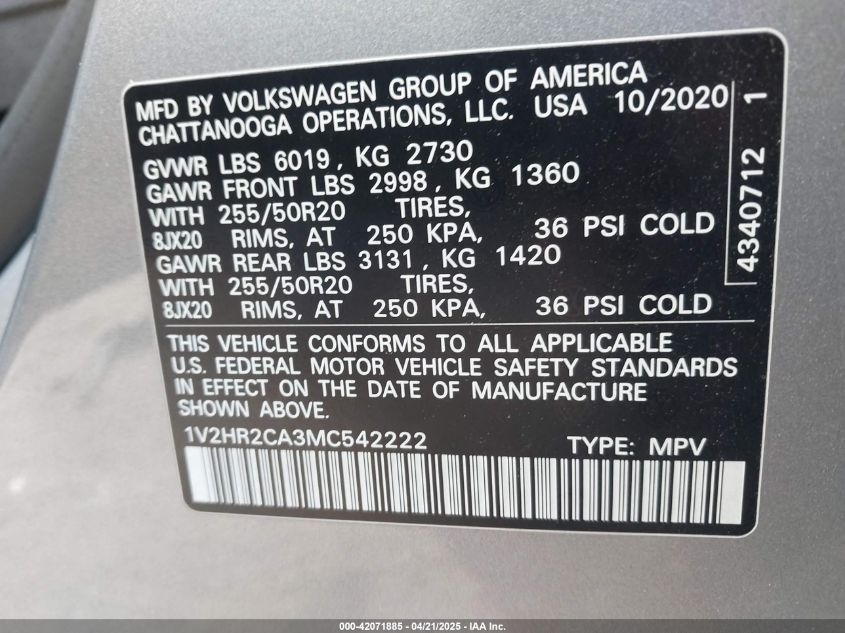 MFD BY VOLKSWAGEN GROUP OF AMERICA
CHATTANOOGA OPERATIONS, LLC. USA 10/2020
GVWR LBS 6019, KG 2730
GAWR FRONT LBS 2998, KG 1360
WITH 255/50R20 TIRES,
8JX20 RIMS, AT 250 KPA, 36 PSI COLD
GAWR REAR LBS 3131, KG 1420
WITH 255/50R20 TIRES,
8JX20 RIMS, AT 250 KPA, 36 PSI COLD
4340712 1
THIS VEHICLE CONFORMS TO ALL APPLICABLE
U.S. FEDERAL MOTOR VEHICLE SAFETY STANDARDS
IN EFFECT ON THE DATE OF MANUFACTURE
SHOWN ABOVE.
1V2HR2CA3MC542222 TYPE: MPV
000-42071885 - 04/21/2025 - IAA Inc.